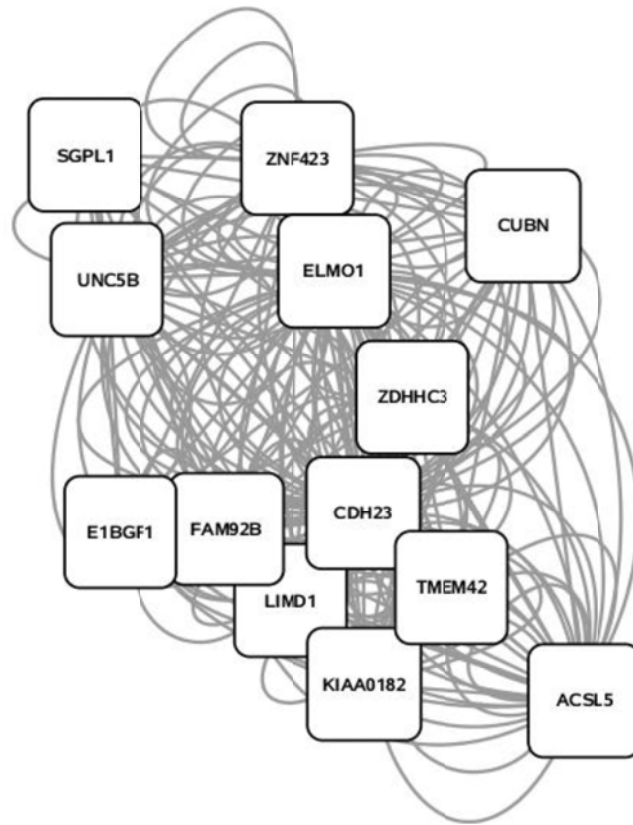 SGPL1
ZNF423
CUBN
UNC5B
ELMO1
ZDHHC3
CDH23
E1BGF1
FAM92B
TMEM42
LIMD1
KIAA0182
ACSL5